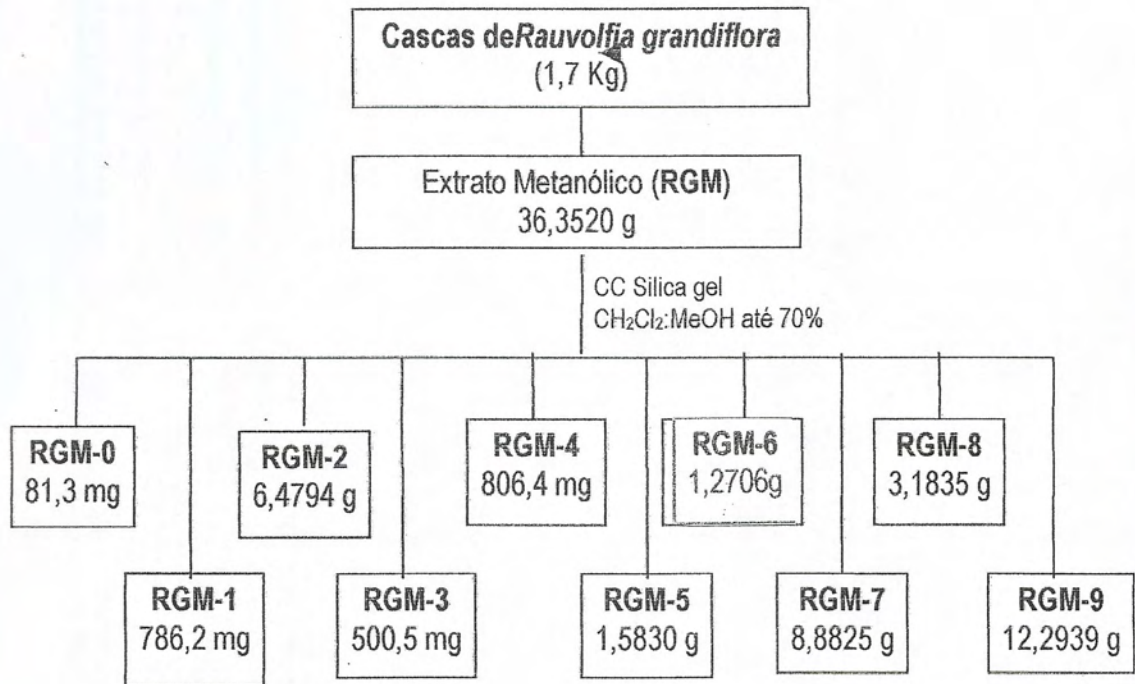 Cascas deRauvolfia grandiflora
(1,7 Kg)
Extrato Metanólico (RGM)
36,3520 g
CC Silica gel
CH₂Cl₂:MeOH até 70%
RGM-0
81,3 mg
RGM-2
6,4794 g
RGM-4
806,4 mg
RGM-6
1,2706g
RGM-8
3,1835 g
RGM-1
786,2 mg
RGM-3
500,5 mg
RGM-5
1,5830 g
RGM-7
8,8825 g
RGM-9
12,2939 g